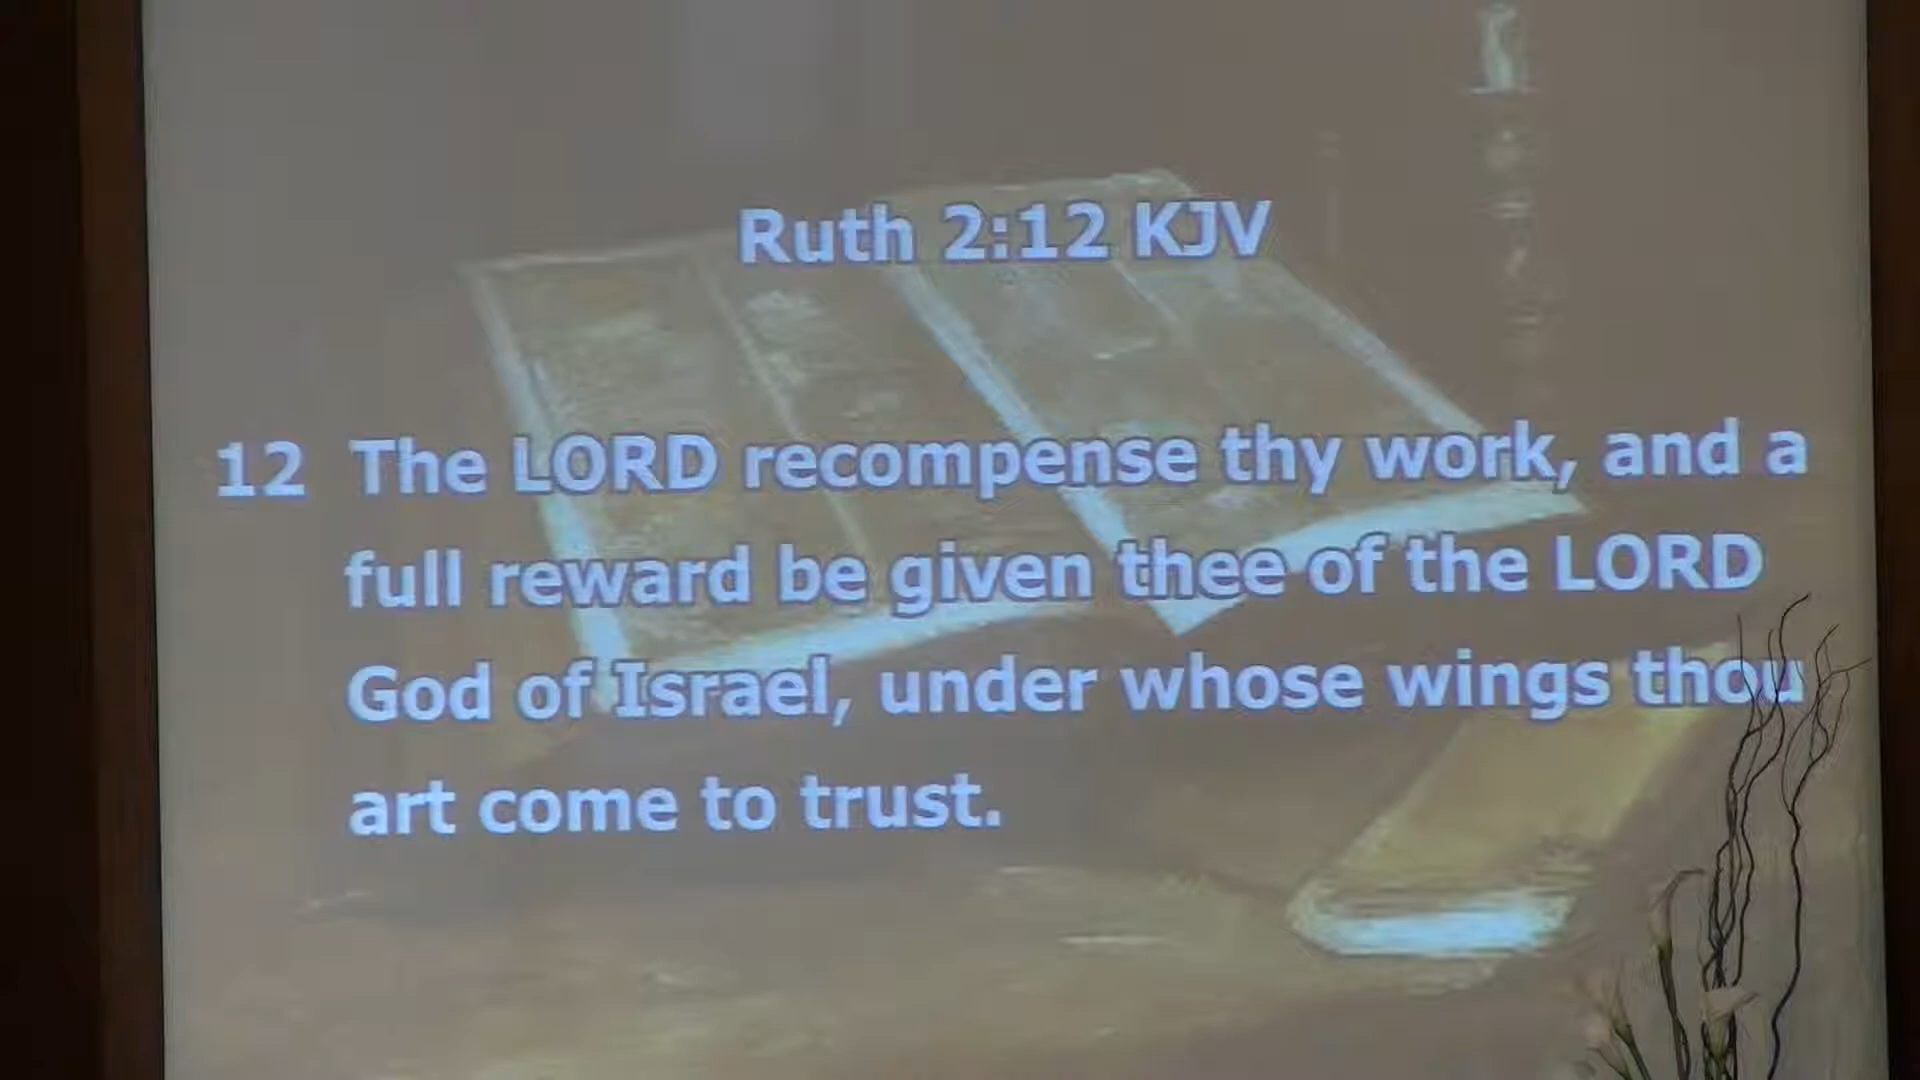 Ruth 2:12 KJV
12 The LORD recompense thy work, and a
full reward be given thee of the LORD
God of Israel, under whose wings thou
art come to trust.